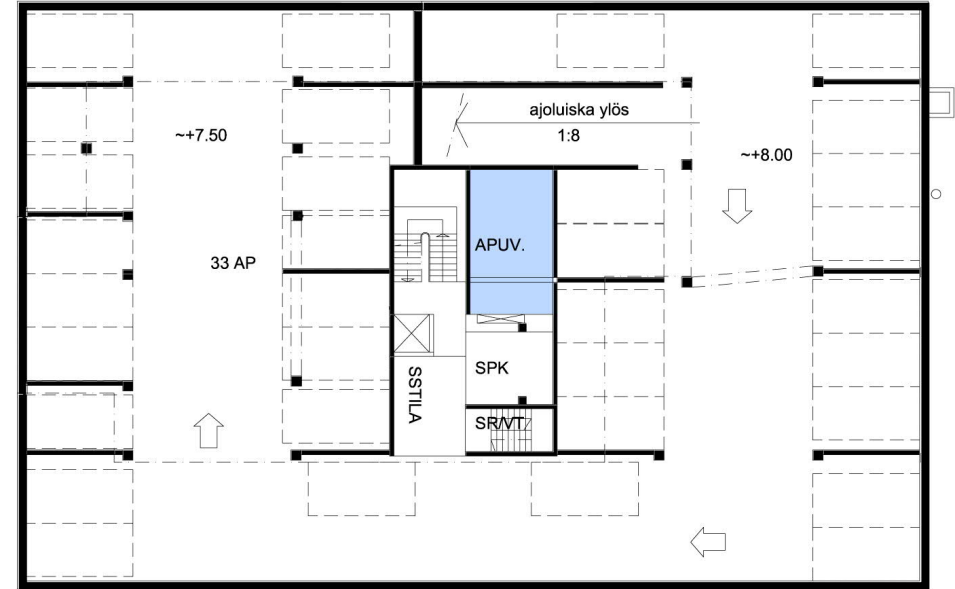 ajoluiska ylös
1:8
~+7.50
~+8.00
APUV.
33 AP
SPK
SSTILA
SR/VT